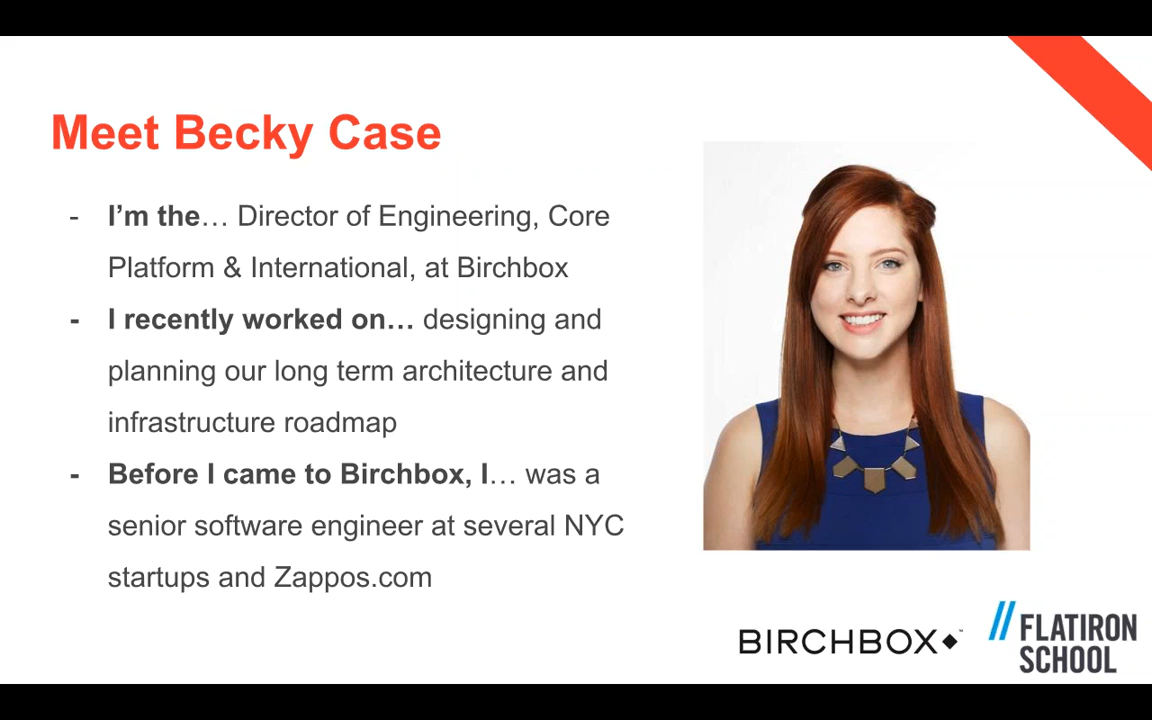 Meet Becky Case
- I’m the… Director of Engineering, Core
Platform & International, at Birchbox
- I recently worked on… designing and
planning our long term architecture and
infrastructure roadmap
- Before I came to Birchbox, I… was a
senior software engineer at several NYC
startups and Zappos.com
BIRCHBOX◆™
// FLATIRON
SCHOOL